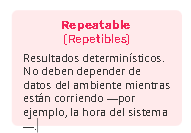 Repeatable
(Repetibles)
Resultados determinísticos.
No deben depender de
datos del ambiente mientras
están corriendo —por
ejemplo, la hora del sistema
—.